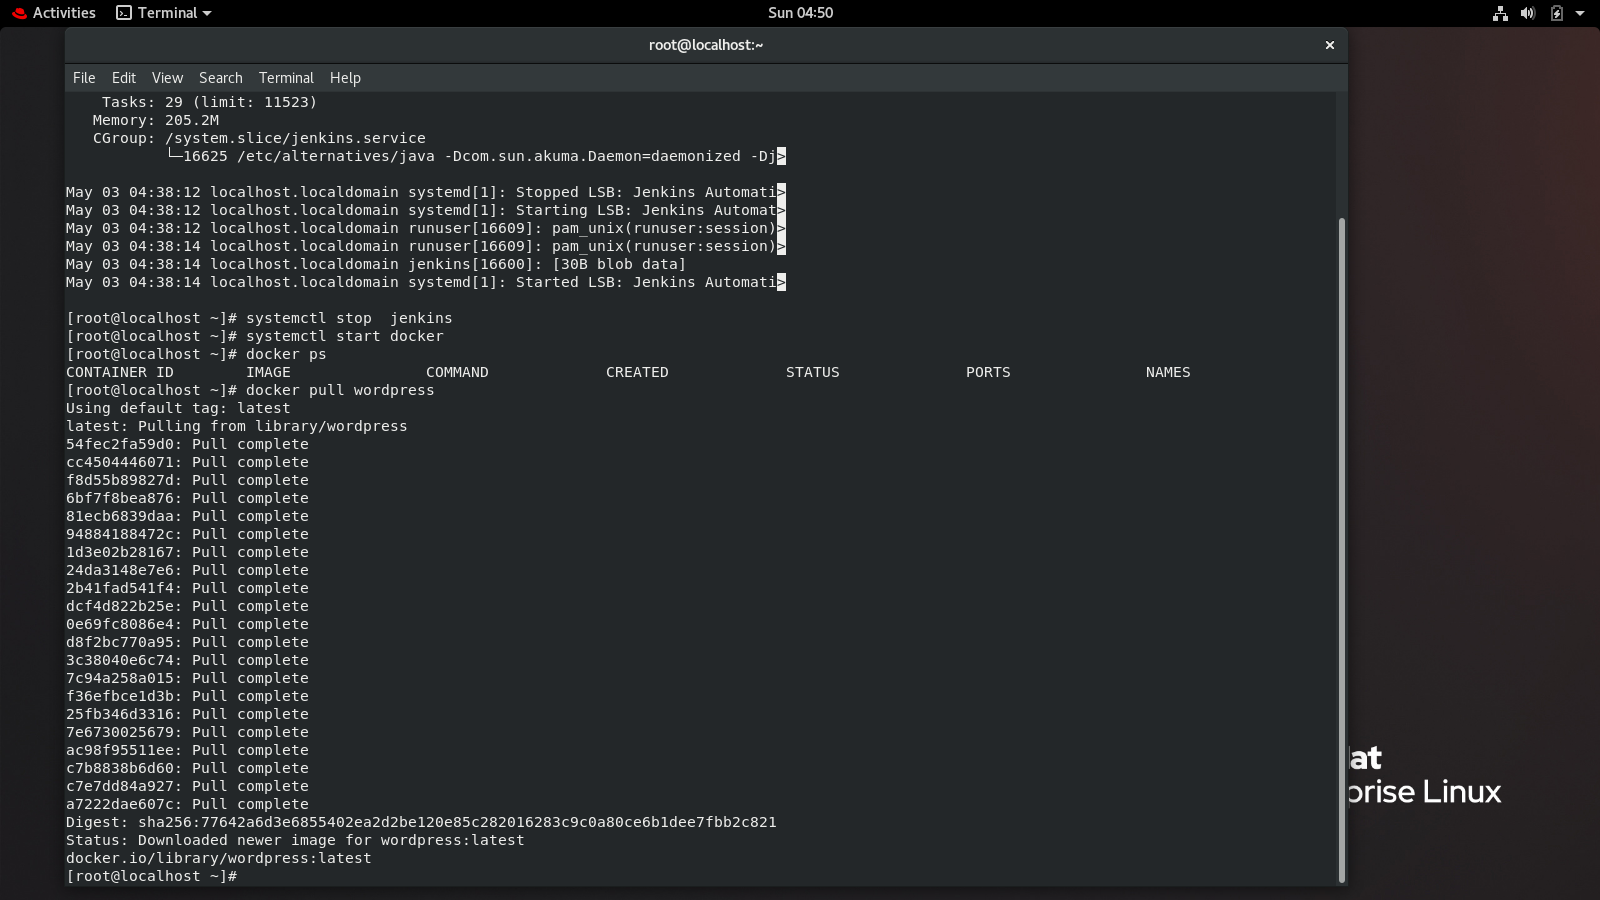 Activities Terminal Sun 04:50
root@localhost:~ ×
File Edit View Search Terminal Help
Tasks: 29 (limit: 11523)
Memory: 205.2M
CGroup: /system.slice/jenkins.service
└─16625 /etc/alternatives/java -Dcom.sun.akuma.Daemon=daemonized -Dj>
May 03 04:38:12 localhost.localdomain systemd[1]: Stopped LSB: Jenkins Automati>
May 03 04:38:12 localhost.localdomain systemd[1]: Starting LSB: Jenkins Automat>
May 03 04:38:12 localhost.localdomain runuser[16609]: pam_unix(runuser:session)>
May 03 04:38:14 localhost.localdomain runuser[16609]: pam_unix(runuser:session)>
May 03 04:38:14 localhost.localdomain jenkins[16600]: [30B blob data]
May 03 04:38:14 localhost.localdomain systemd[1]: Started LSB: Jenkins Automati>
[root@localhost ~]# systemctl stop  jenkins
[root@localhost ~]# systemctl start docker
[root@localhost ~]# docker ps
CONTAINER ID IMAGE COMMAND CREATED STATUS PORTS NAMES
[root@localhost ~]# docker pull wordpress
Using default tag: latest
latest: Pulling from library/wordpress
54fec2fa59d0: Pull complete
cc4504446071: Pull complete
f8d55b89827d: Pull complete
6bf7f8bea876: Pull complete
81ecb6839daa: Pull complete
94884188472c: Pull complete
1d3e02b28167: Pull complete
24da3148e7e6: Pull complete
2b41fad541f4: Pull complete
dcf4d822b25e: Pull complete
0e69fc8086e4: Pull complete
d8f2bc770a95: Pull complete
3c38040e6c74: Pull complete
7c94a258a015: Pull complete
f36efbce1d3b: Pull complete
25fb346d3316: Pull complete
7e6730025679: Pull complete
ac98f95511ee: Pull complete
c7b8838b6d60: Pull complete
c7e7dd84a927: Pull complete
a7222dae607c: Pull complete
Digest: sha256:77642a6d3e6855402ea2d2be120e85c282016283c9c0a80ce6b1dee7fbb2c821
Status: Downloaded newer image for wordpress:latest
docker.io/library/wordpress:latest
[root@localhost ~]#
at
prise Linux